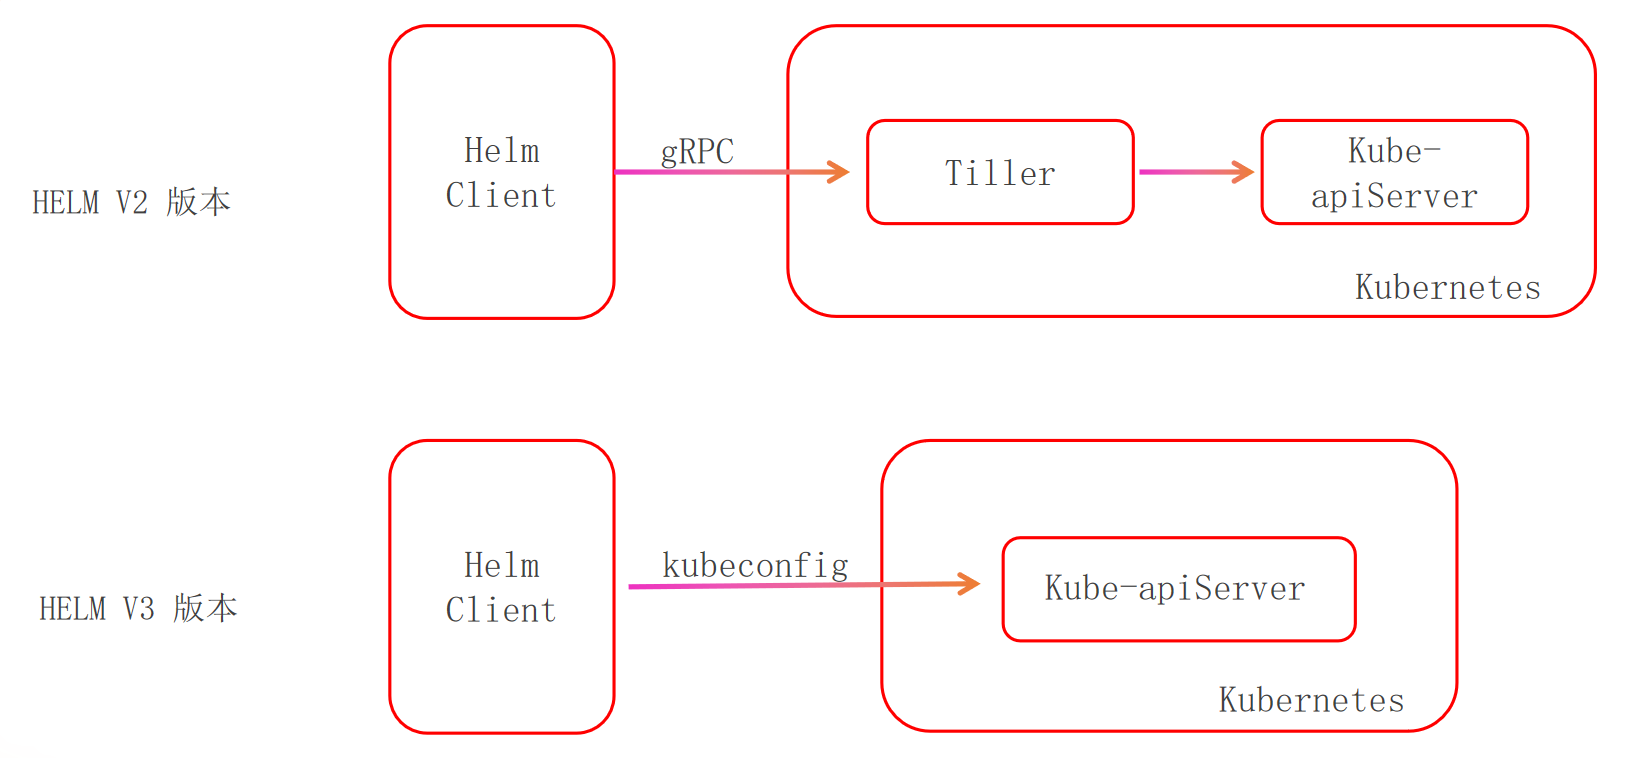 HELM V2 版本
Helm
Client
gRPC
Tiller
Kube-
apiServer
Kubernetes
HELM V3 版本
Helm
Client
kubeconfig
Kube-apiServer
Kubernetes